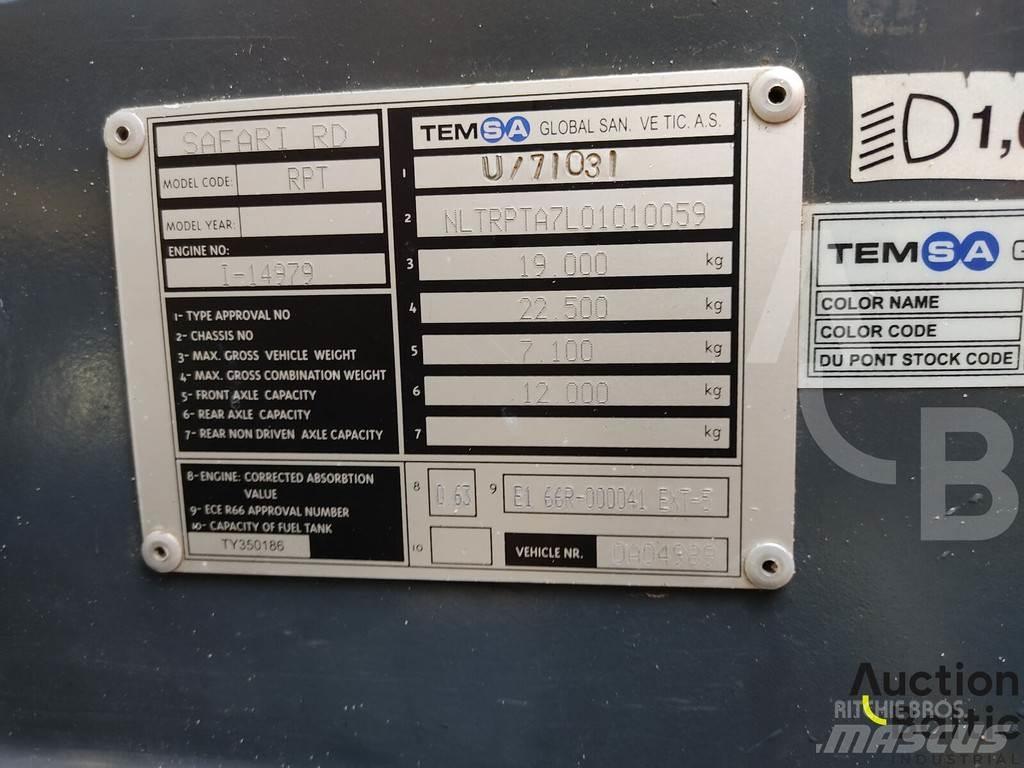 SAFARI RD
MODEL CODE: RPT
MODEL YEAR:
ENGINE NO:
I-14979
1- TYPE APPROVAL NO
2- CHASSIS NO
3- MAX. GROSS VEHICLE WEIGHT
4- MAX. GROSS COMBINATION WEIGHT
5- FRONT AXLE CAPACITY
6- REAR AXLE CAPACITY
7- REAR NON DRIVEN AXLE CAPACITY
8- ENGINE: CORRECTED ABSORBTION
VALUE
9- ECE R66 APPROVAL NUMBER
10- CAPACITY OF FUEL TANK
TY350186
TEMSA GLOBAL SAN. VE TIC. A.S.
1 U/71031
2 NLTRPTA7L01010059
3 19.000 kg
4 22.500 kg
5 7.100 kg
6 12.000 kg
7 kg
8 0.63 9 E1 66R-000041 EXT-5
10 VEHICLE NR. 0A04989
1,
TEMSA G
COLOR NAME
COLOR CODE
DU PONT STOCK CODE
AB
Auction
Baltic
RITCHIE BROS.
MASCUS
INDUSTRIAL